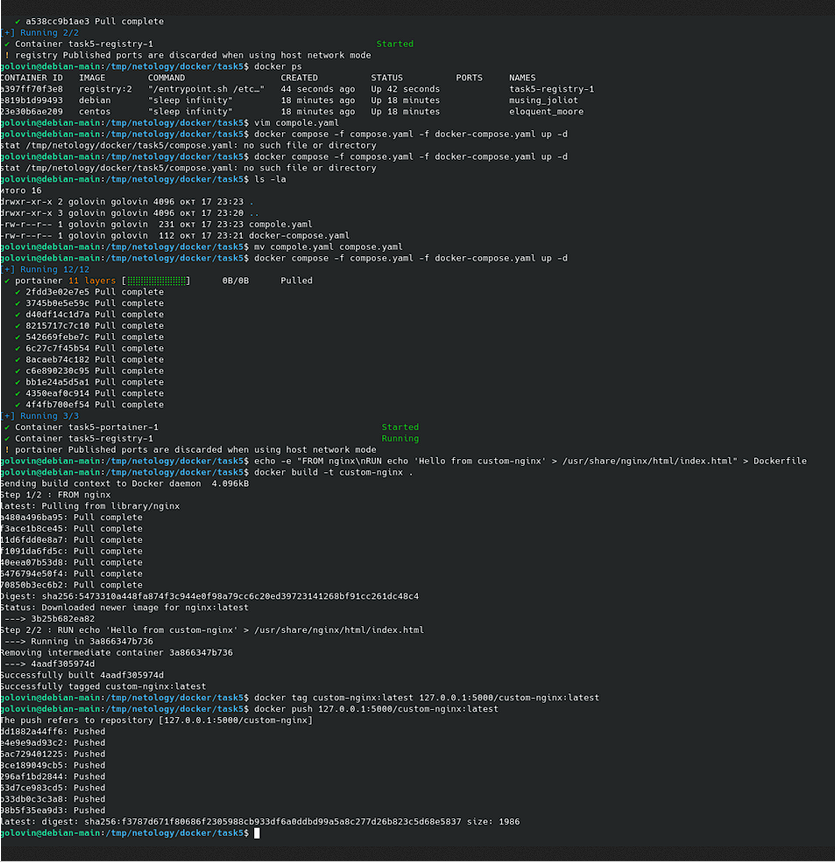 ✔ a538cc9b1ae3 Pull complete
[+] Running 2/2
✔ Container task5-registry-1 Started
! registry Published ports are discarded when using host network mode
golovin@debian-main:/tmp/netology/docker/task5$ docker ps
CONTAINER ID IMAGE COMMAND CREATED STATUS PORTS NAMES
a397ff70f3e8 registry:2 "/entrypoint.sh /etc…" 44 seconds ago Up 42 seconds task5-registry-1
e819b1d99493 debian "sleep infinity" 18 minutes ago Up 18 minutes musing_joliot
23e30b6ae209 centos "sleep infinity" 18 minutes ago Up 18 minutes eloquent_moore
golovin@debian-main:/tmp/netology/docker/task5$ vim compole.yaml
golovin@debian-main:/tmp/netology/docker/task5$ docker compose -f compose.yaml -f docker-compose.yaml up -d
stat /tmp/netology/docker/task5/compose.yaml: no such file or directory
golovin@debian-main:/tmp/netology/docker/task5$ docker compose -f compose.yaml -f docker-compose.yaml up -d
stat /tmp/netology/docker/task5/compose.yaml: no such file or directory
golovin@debian-main:/tmp/netology/docker/task5$ ls -la
итого 16
drwxr-xr-x 2 golovin golovin 4096 окт 17 23:23 .
drwxr-xr-x 3 golovin golovin 4096 окт 17 23:20 ..
-rw-r--r-- 1 golovin golovin 231 окт 17 23:23 compole.yaml
-rw-r--r-- 1 golovin golovin 112 окт 17 23:21 docker-compose.yaml
golovin@debian-main:/tmp/netology/docker/task5$ mv compole.yaml compose.yaml
golovin@debian-main:/tmp/netology/docker/task5$ docker compose -f compose.yaml -f docker-compose.yaml up -d
[+] Running 12/12
✔ portainer 11 layers [⣿⣿⣿⣿⣿⣿⣿⣿⣿⣿⣿] 0B/0B Pulled
✔ 2fdd3e02e7e5 Pull complete
✔ 3745b0e5e59c Pull complete
✔ d40df14c1d7a Pull complete
✔ 8215717c7c10 Pull complete
✔ 542669febe7c Pull complete
✔ 6c27c7f45b54 Pull complete
✔ 8acaeb74c182 Pull complete
✔ c6e890230c95 Pull complete
✔ bb1e24a5d5a1 Pull complete
✔ 4350eaf0c914 Pull complete
✔ 4f4fb700ef54 Pull complete
[+] Running 3/3
✔ Container task5-portainer-1 Started
✔ Container task5-registry-1 Running
! portainer Published ports are discarded when using host network mode
golovin@debian-main:/tmp/netology/docker/task5$ echo -e "FROM nginx\nRUN echo 'Hello from custom-nginx' > /usr/share/nginx/html/index.html" > Dockerfile
golovin@debian-main:/tmp/netology/docker/task5$ docker build -t custom-nginx .
Sending build context to Docker daemon 4.096kB
Step 1/2 : FROM nginx
latest: Pulling from library/nginx
a480a496ba95: Pull complete
f3ace1b8ce45: Pull complete
11d6fdd0e8a7: Pull complete
f1091da6fd5c: Pull complete
40eea07b53d8: Pull complete
6476794e50f4: Pull complete
70850b3ec6b2: Pull complete
Digest: sha256:5473310a448fa874f3c944e0f98a79cc6c20ed39723141268bf91cc261dc48c4
Status: Downloaded newer image for nginx:latest
---> 3b25b682ea82
Step 2/2 : RUN echo 'Hello from custom-nginx' > /usr/share/nginx/html/index.html
---> Running in 3a866347b736
Removing intermediate container 3a866347b736
---> 4aadf305974d
Successfully built 4aadf305974d
Successfully tagged custom-nginx:latest
golovin@debian-main:/tmp/netology/docker/task5$ docker tag custom-nginx:latest 127.0.0.1:5000/custom-nginx:latest
golovin@debian-main:/tmp/netology/docker/task5$ docker push 127.0.0.1:5000/custom-nginx:latest
The push refers to repository [127.0.0.1:5000/custom-nginx]
dd1882a44ff6: Pushed
e4e9e9ad93c2: Pushed
6ac729401225: Pushed
8ce189049cb5: Pushed
296af1bd2844: Pushed
63d7ce983cd5: Pushed
b33db0c3c3a8: Pushed
98b5f35ea9d3: Pushed
latest: digest: sha256:f3787d671f80686f2305988cb933df6a0ddbd99a5a8c277d26b823c5d68e5837 size: 1986
golovin@debian-main:/tmp/netology/docker/task5$